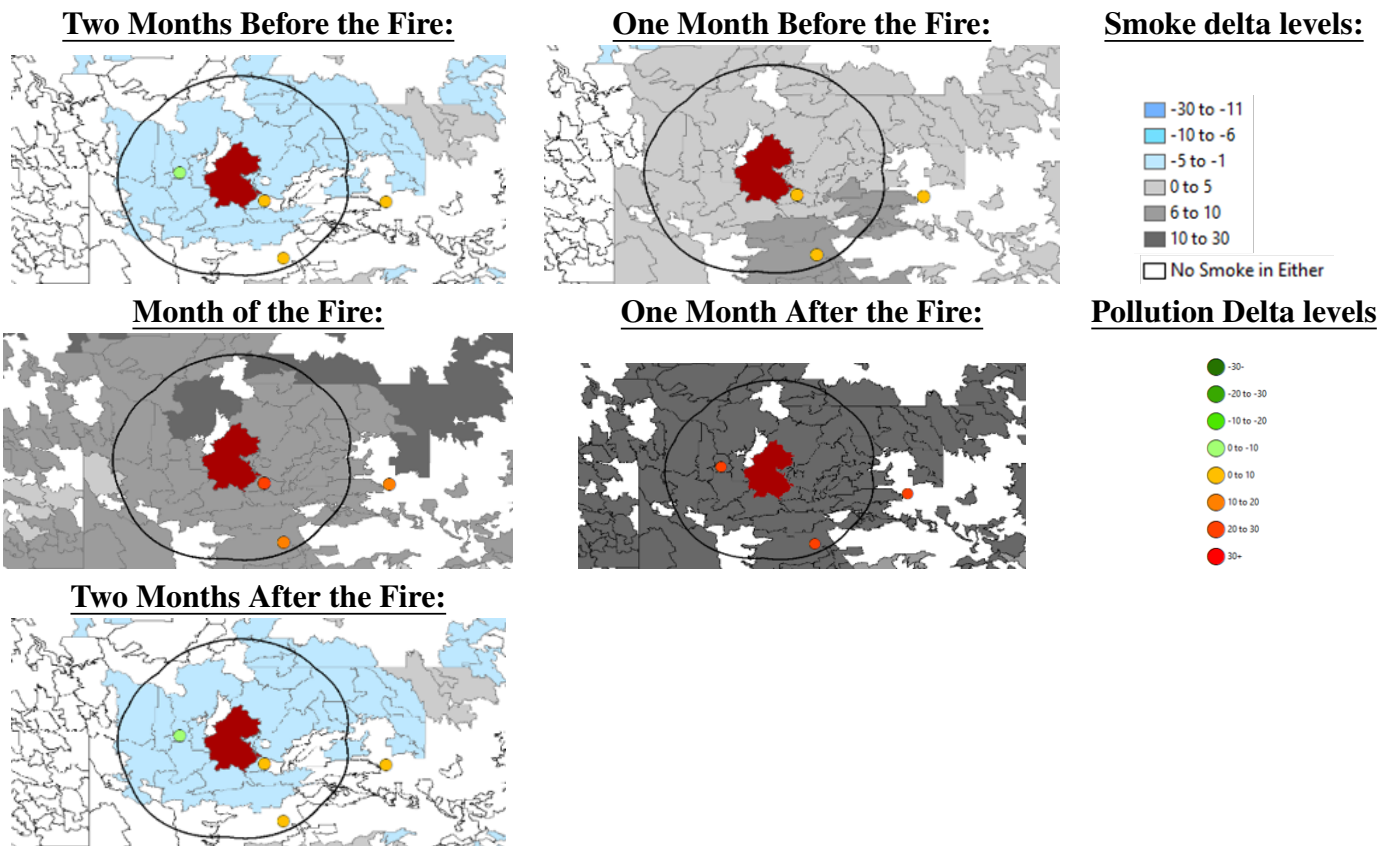 Two Months Before the Fire:
One Month Before the Fire:
Smoke delta levels:
-30 to -11
-10 to -6
-5 to -1
0 to 5
6 to 10
10 to 30
No Smoke in Either
Month of the Fire:
One Month After the Fire:
Pollution Delta levels
-30-
-20 to -30
-10 to -20
0 to -10
0 to 10
10 to 20
20 to 30
30+
Two Months After the Fire: